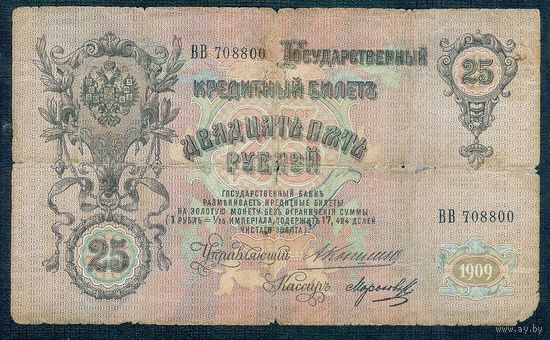 ВВ 708800
Государственный
25
Кредитный Билетъ
Двадцать пять
рублей
Государственный Банкъ
размѣниваетъ кредитные билеты
на золотую монету безъ ограниченія суммы
(1 рубль = 1/15 имперіала, содержитъ 17,424 долей
чистаго золота).
ВВ 708800
25
Управляющій
Кассиръ
1909
www.ay.by